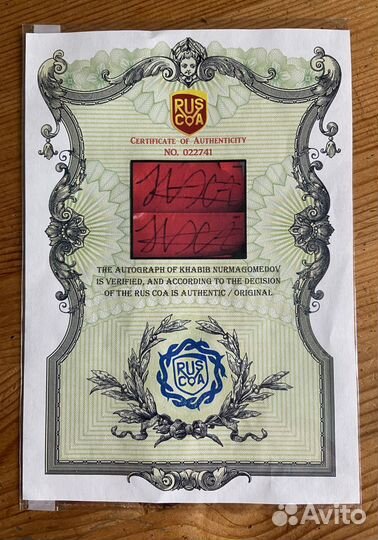 RUS
COA
CERTIFICATE OF AUTHENTICITY
NO. 022741
THE AUTOGRAPH OF KHABIB NURMAGOMEDOV
IS VERIFIED, AND ACCORDING TO THE DECISION
OF THE RUS COA IS AUTHENTIC / ORIGINAL
RUS
COA
Avito